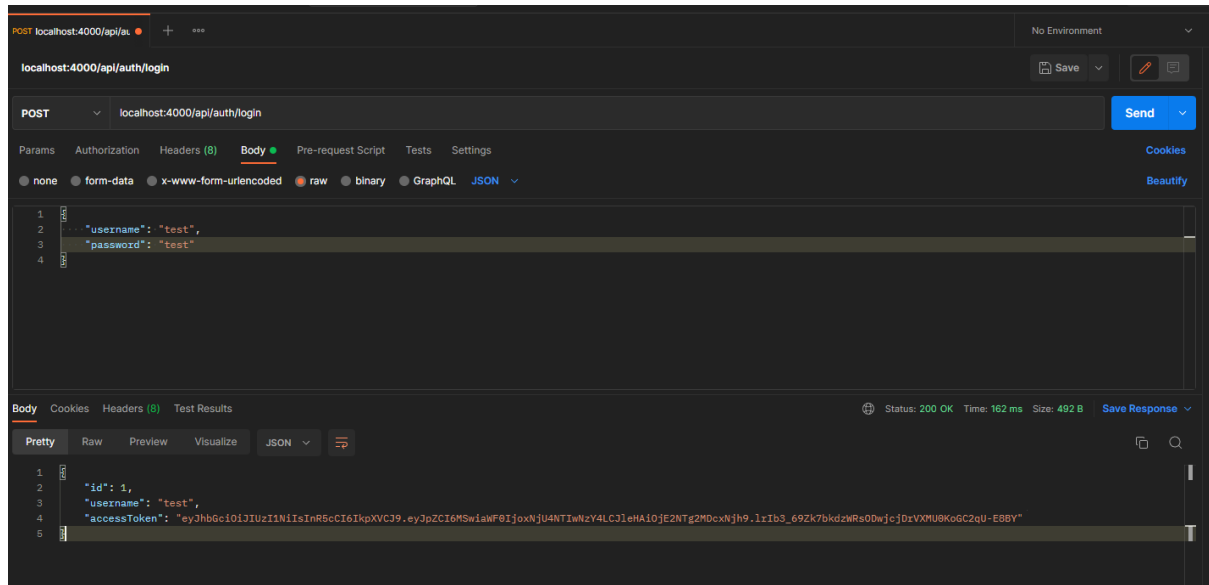 POST localhost:4000/api/au + ooo No Environment
localhost:4000/api/auth/login Save
POST localhost:4000/api/auth/login Send
Params Authorization Headers (8) Body Pre-request Script Tests Settings Cookies
none form-data x-www-form-urlencoded raw binary GraphQL JSON Beautify
1 {
2 "username": "test",
3 "password": "test"
4 }
Body Cookies Headers (8) Test Results Status: 200 OK Time: 162 ms Size: 492 B Save Response
Pretty Raw Preview Visualize JSON
1 {
2 "id": 1,
3 "username": "test",
4 "accessToken": "eyJhbGciOiJIUzI1NiIsInR5cCI6IkpXVCJ9.eyJpZCI6MSwiaWF0IjoxNjU4NTIwNzY4LCJleHAiOjE2NTg2MDcxNjh9.lrIb3_69Zk7bkdzWRsODwjcjDrVXMU0KoGC2qU-E8BY"
5 }